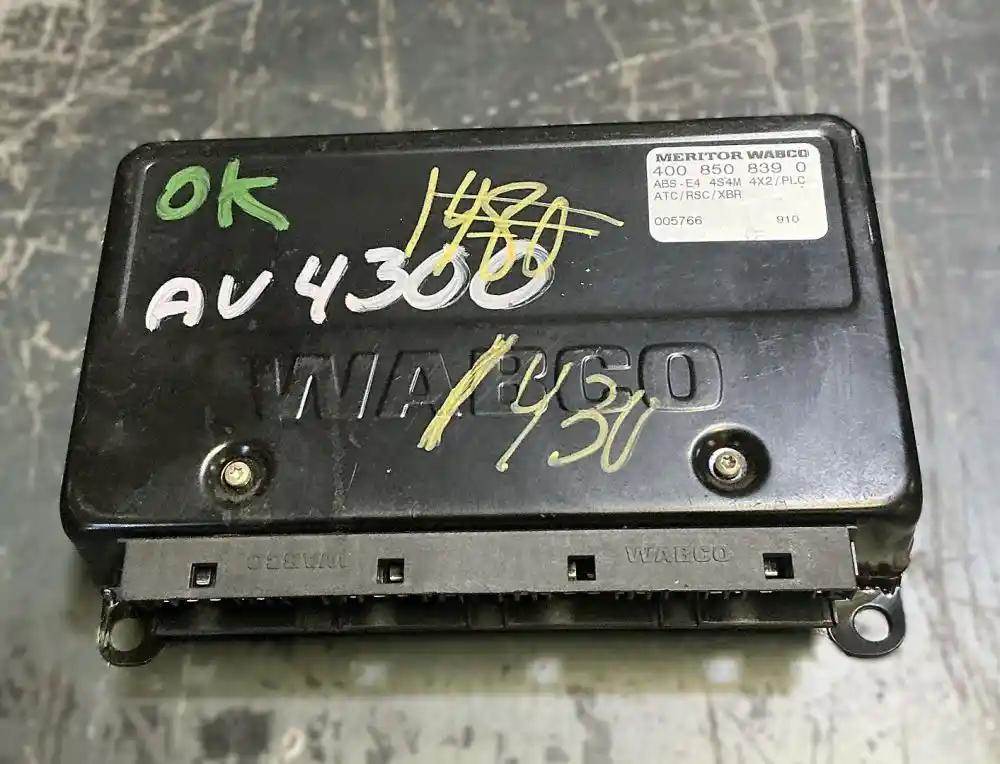 OK
1480
MERITOR WABCO
400 850 839 0
ABS-E4 4S4M 4X2/PLC
ATC/RSC/XBR
005766 910
AV 4300
WABCO
1430
WABCO WABCO